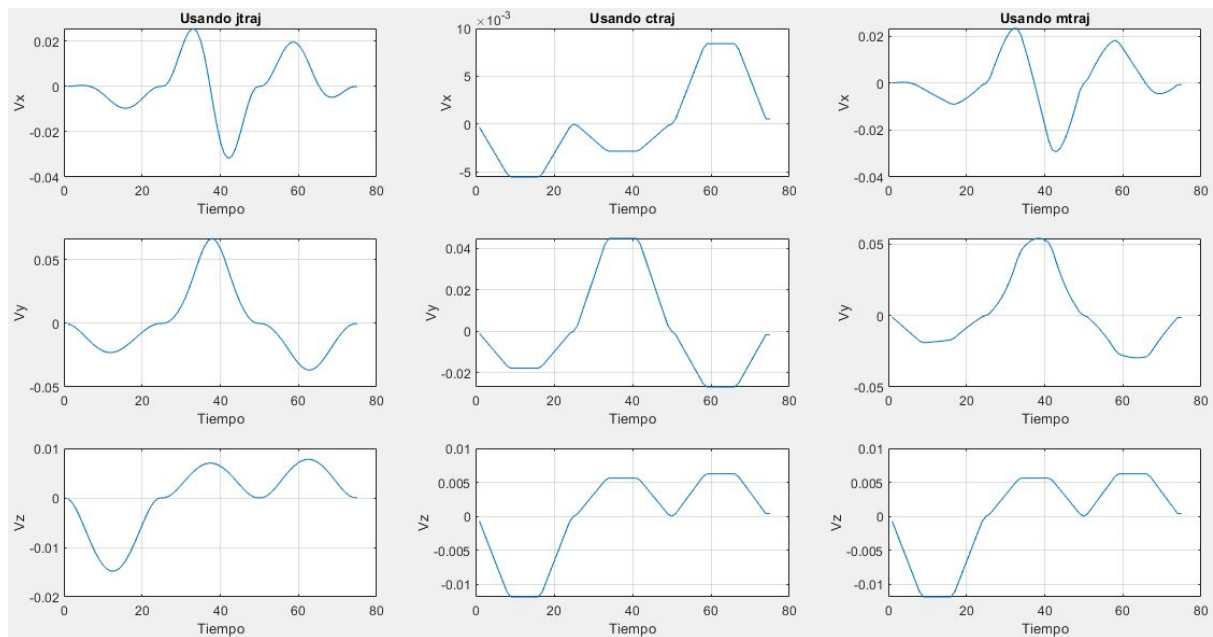 Usando jtraj
0.02
0
-0.02
-0.04
Vx
0 20 40 60 80
Tiempo
Usando ctraj
×10⁻³
10
5
0
-5
Vx
0 20 40 60 80
Tiempo
Usando mtraj
0.02
0
-0.02
-0.04
Vx
0 20 40 60 80
Tiempo
0.05
0
-0.05
Vy
0 20 40 60 80
Tiempo
0.04
0.02
0
-0.02
Vy
0 20 40 60 80
Tiempo
0.05
0
-0.05
Vy
0 20 40 60 80
Tiempo
0.01
0
-0.01
-0.02
Vz
0 20 40 60 80
Tiempo
0.01
0.005
0
-0.005
-0.01
Vz
0 20 40 60 80
Tiempo
0.01
0.005
0
-0.005
-0.01
Vz
0 20 40 60 80
Tiempo